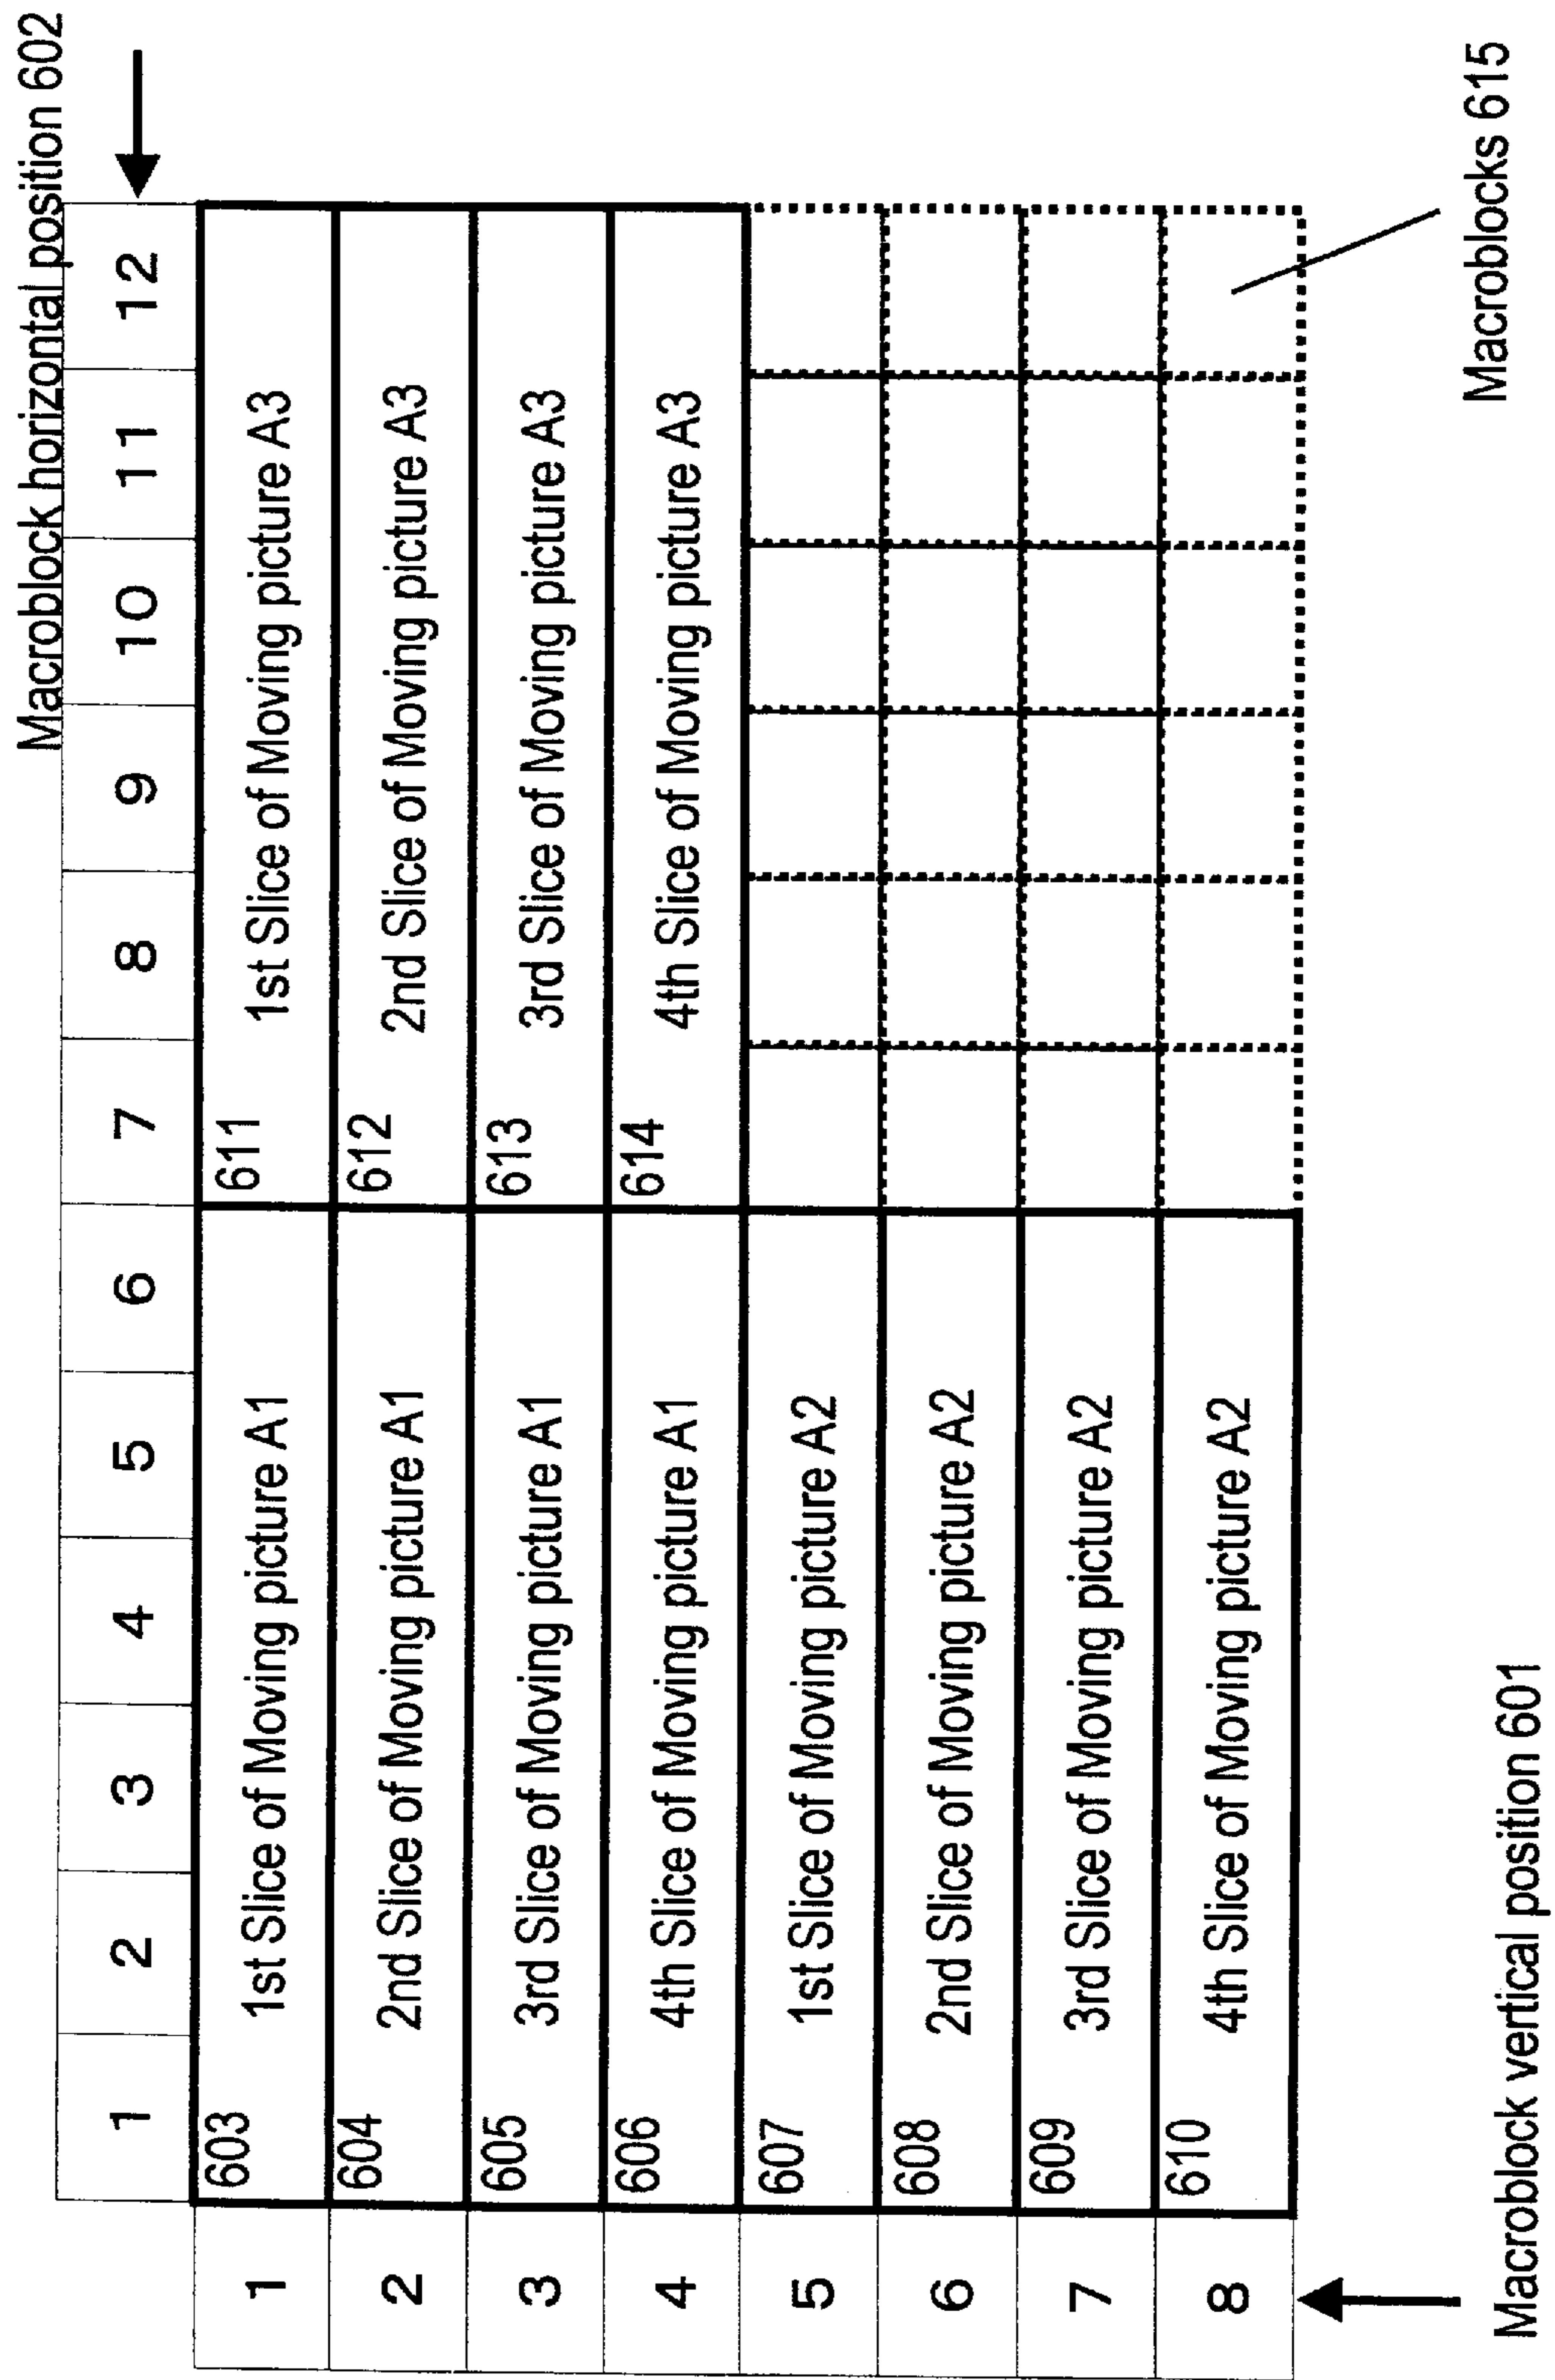 Macroblock horizontal position 602
1 2 3 4 5 6 7 8 9 10 11 12
1 603 1st Slice of Moving picture A1 611 1st Slice of Moving picture A3
2 604 2nd Slice of Moving picture A1 612 2nd Slice of Moving picture A3
3 605 3rd Slice of Moving picture A1 613 3rd Slice of Moving picture A3
4 606 4th Slice of Moving picture A1 614 4th Slice of Moving picture A3
5 607 1st Slice of Moving picture A2
6 608 2nd Slice of Moving picture A2
7 609 3rd Slice of Moving picture A2
8 610 4th Slice of Moving picture A2
Macroblocks 615
Macroblock vertical position 601